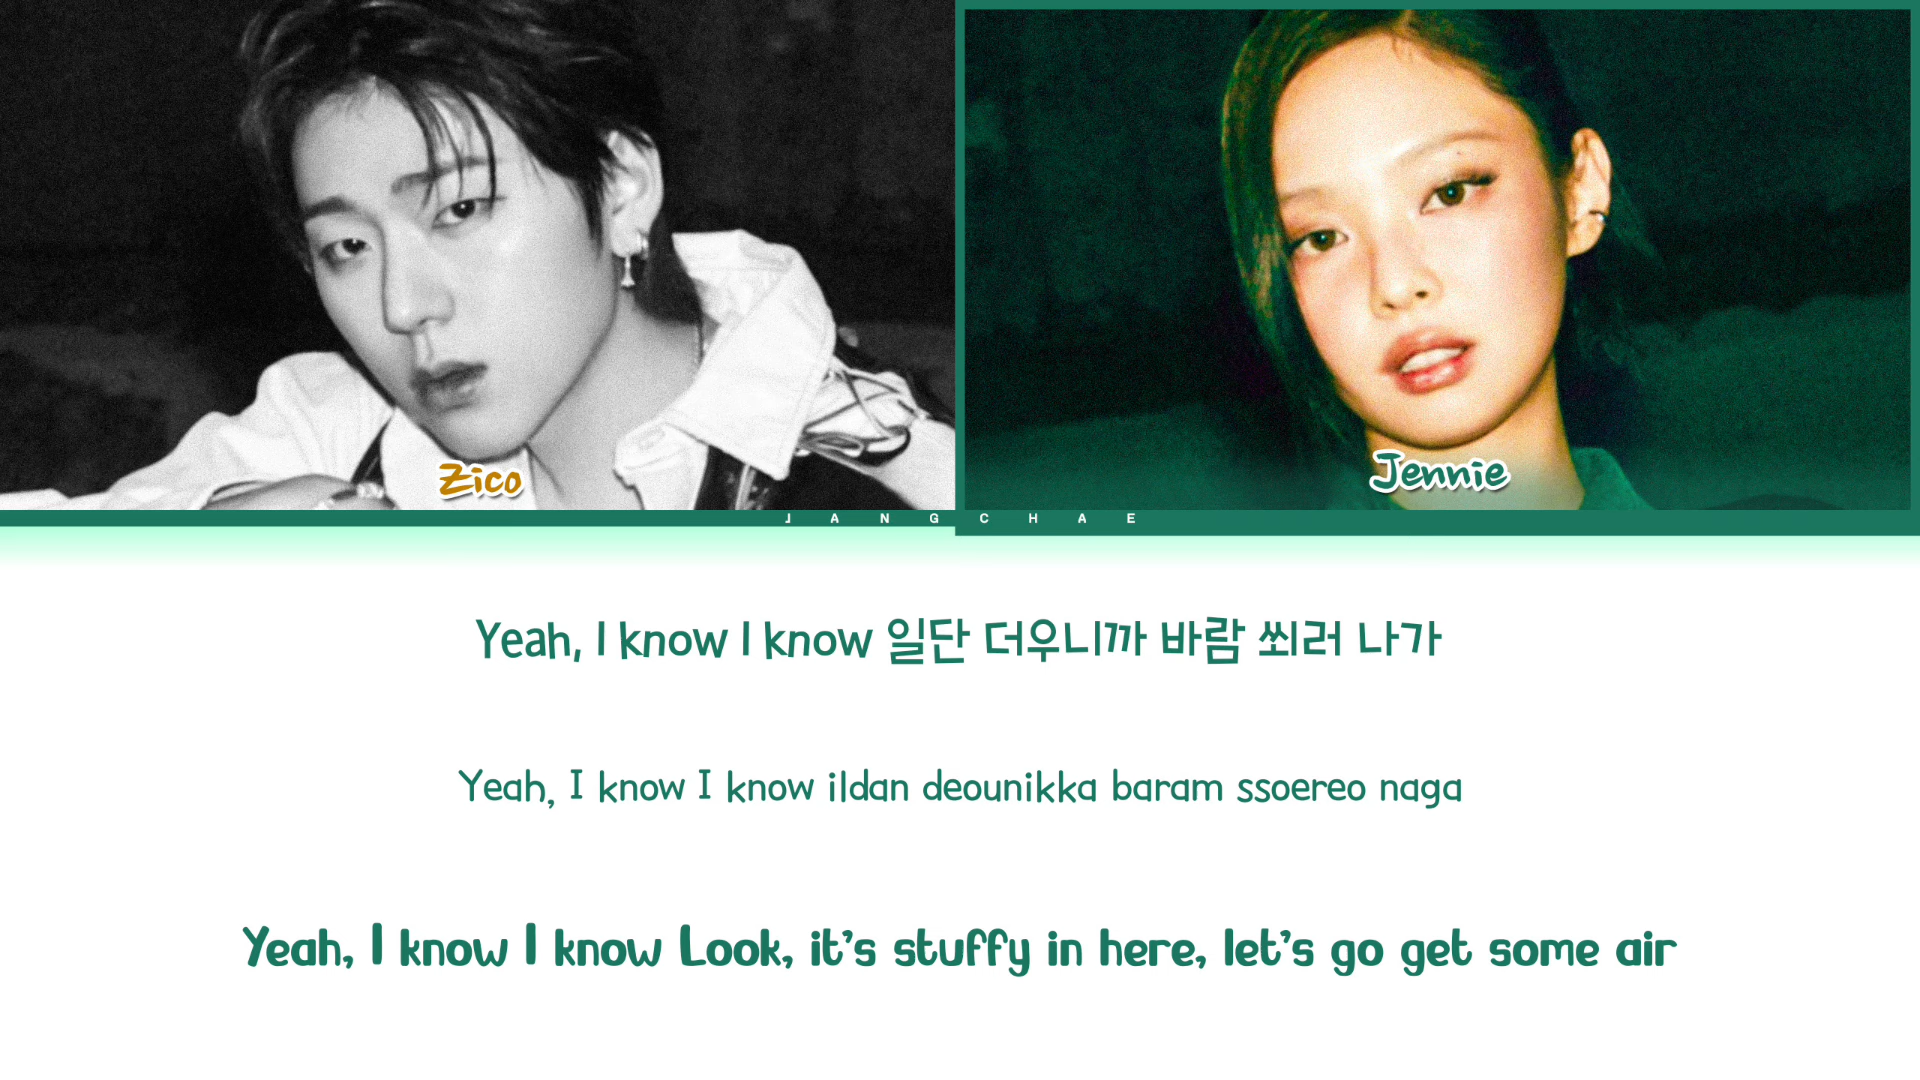 Zico
Jennie
JANGCHAE
Yeah, I know I know 일단 더우니까 바람 쐬러 나가
Yeah, I know I know ildan deounikka baram ssoereo naga
Yeah, I know I know Look, it's stuffy in here, let's go get some air